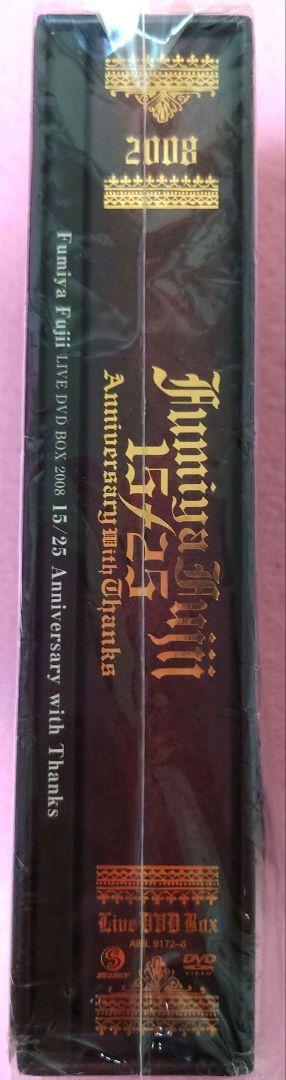 2008
Fumiya Fujii
15/25
Anniversary With Thanks
Live DVD Box
AIBL 9172-6
DVD
VIDEO
Fumiya Fujii LIVE DVD BOX 2008 15/25 Anniversary with Thanks